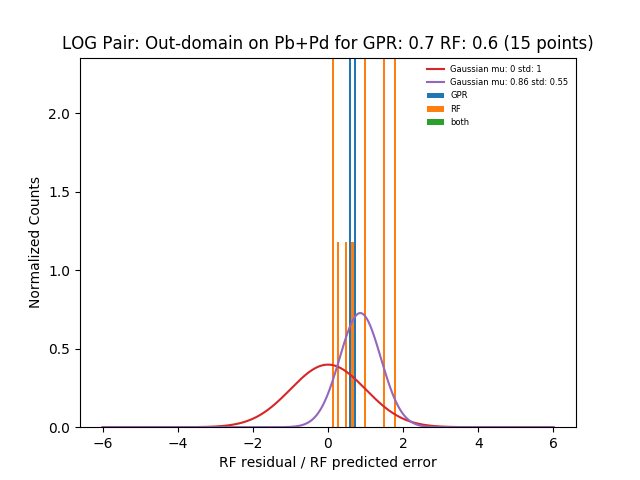 LOG Pair: Out-domain on Pb+Pd for GPR: 0.7 RF: 0.6 (15 points)
Gaussian mu: 0 std: 1
Gaussian mu: 0.86 std: 0.55
GPR
RF
both
Normalized Counts
2.0
1.5
1.0
0.5
0.0
−6 −4 −2 0 2 4 6
RF residual / RF predicted error